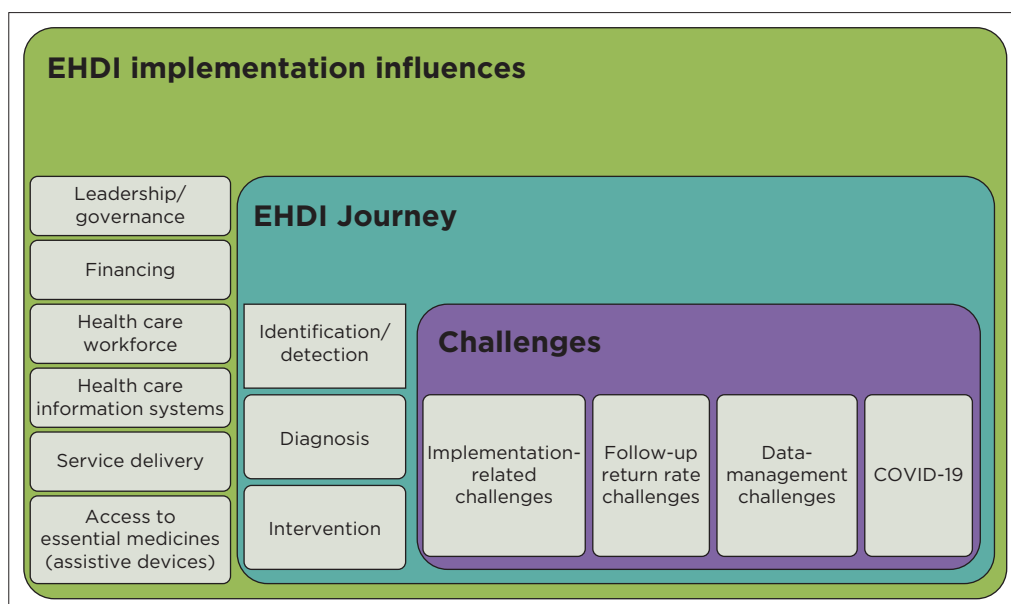 EHDI implementation influences
Leadership/
governance
Financing
Health care
workforce
Health care
information systems
Service delivery
Access to
essential medicines
(assistive devices)
EHDI Journey
Identification/
detection
Diagnosis
Intervention
Challenges
Implementation-
related
challenges
Follow-up
return rate
challenges
Data-
management
challenges
COVID-19